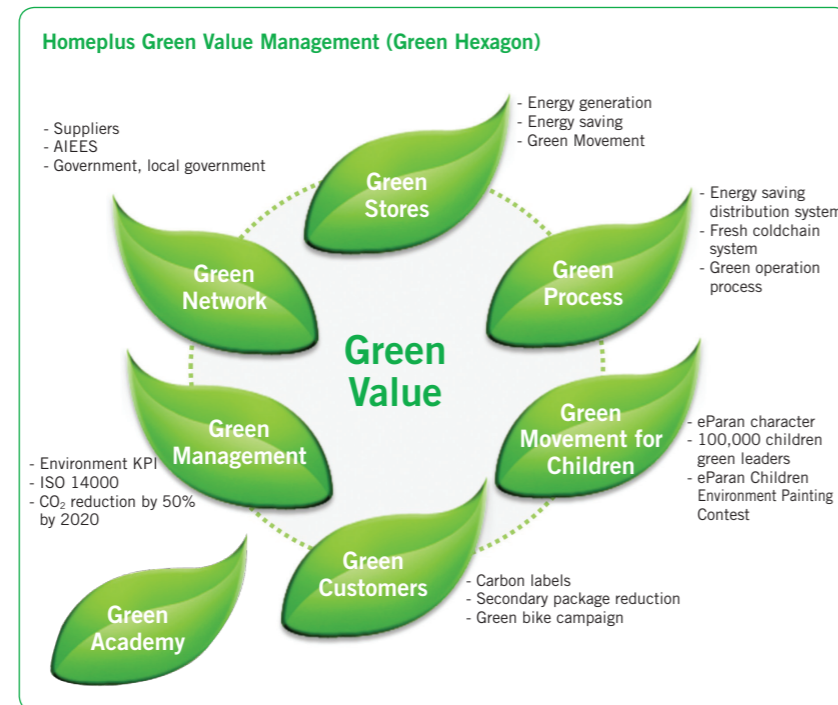 Homeplus Green Value Management (Green Hexagon)
- Suppliers
- AIEES
- Government, local government
- Energy generation
- Energy saving
- Green Movement
Green
Stores
- Energy saving
distribution system
- Fresh coldchain
system
- Green operation
process
Green
Network
Green
Process
Green
Value
Green
Management
- Environment KPI
- ISO 14000
- CO₂ reduction by 50%
by 2020
Green
Movement for
Children
- eParan character
- 100,000 children
green leaders
- eParan Children
Environment Painting
Contest
Green
Customers
- Carbon labels
- Secondary package reduction
- Green bike campaign
Green
Academy